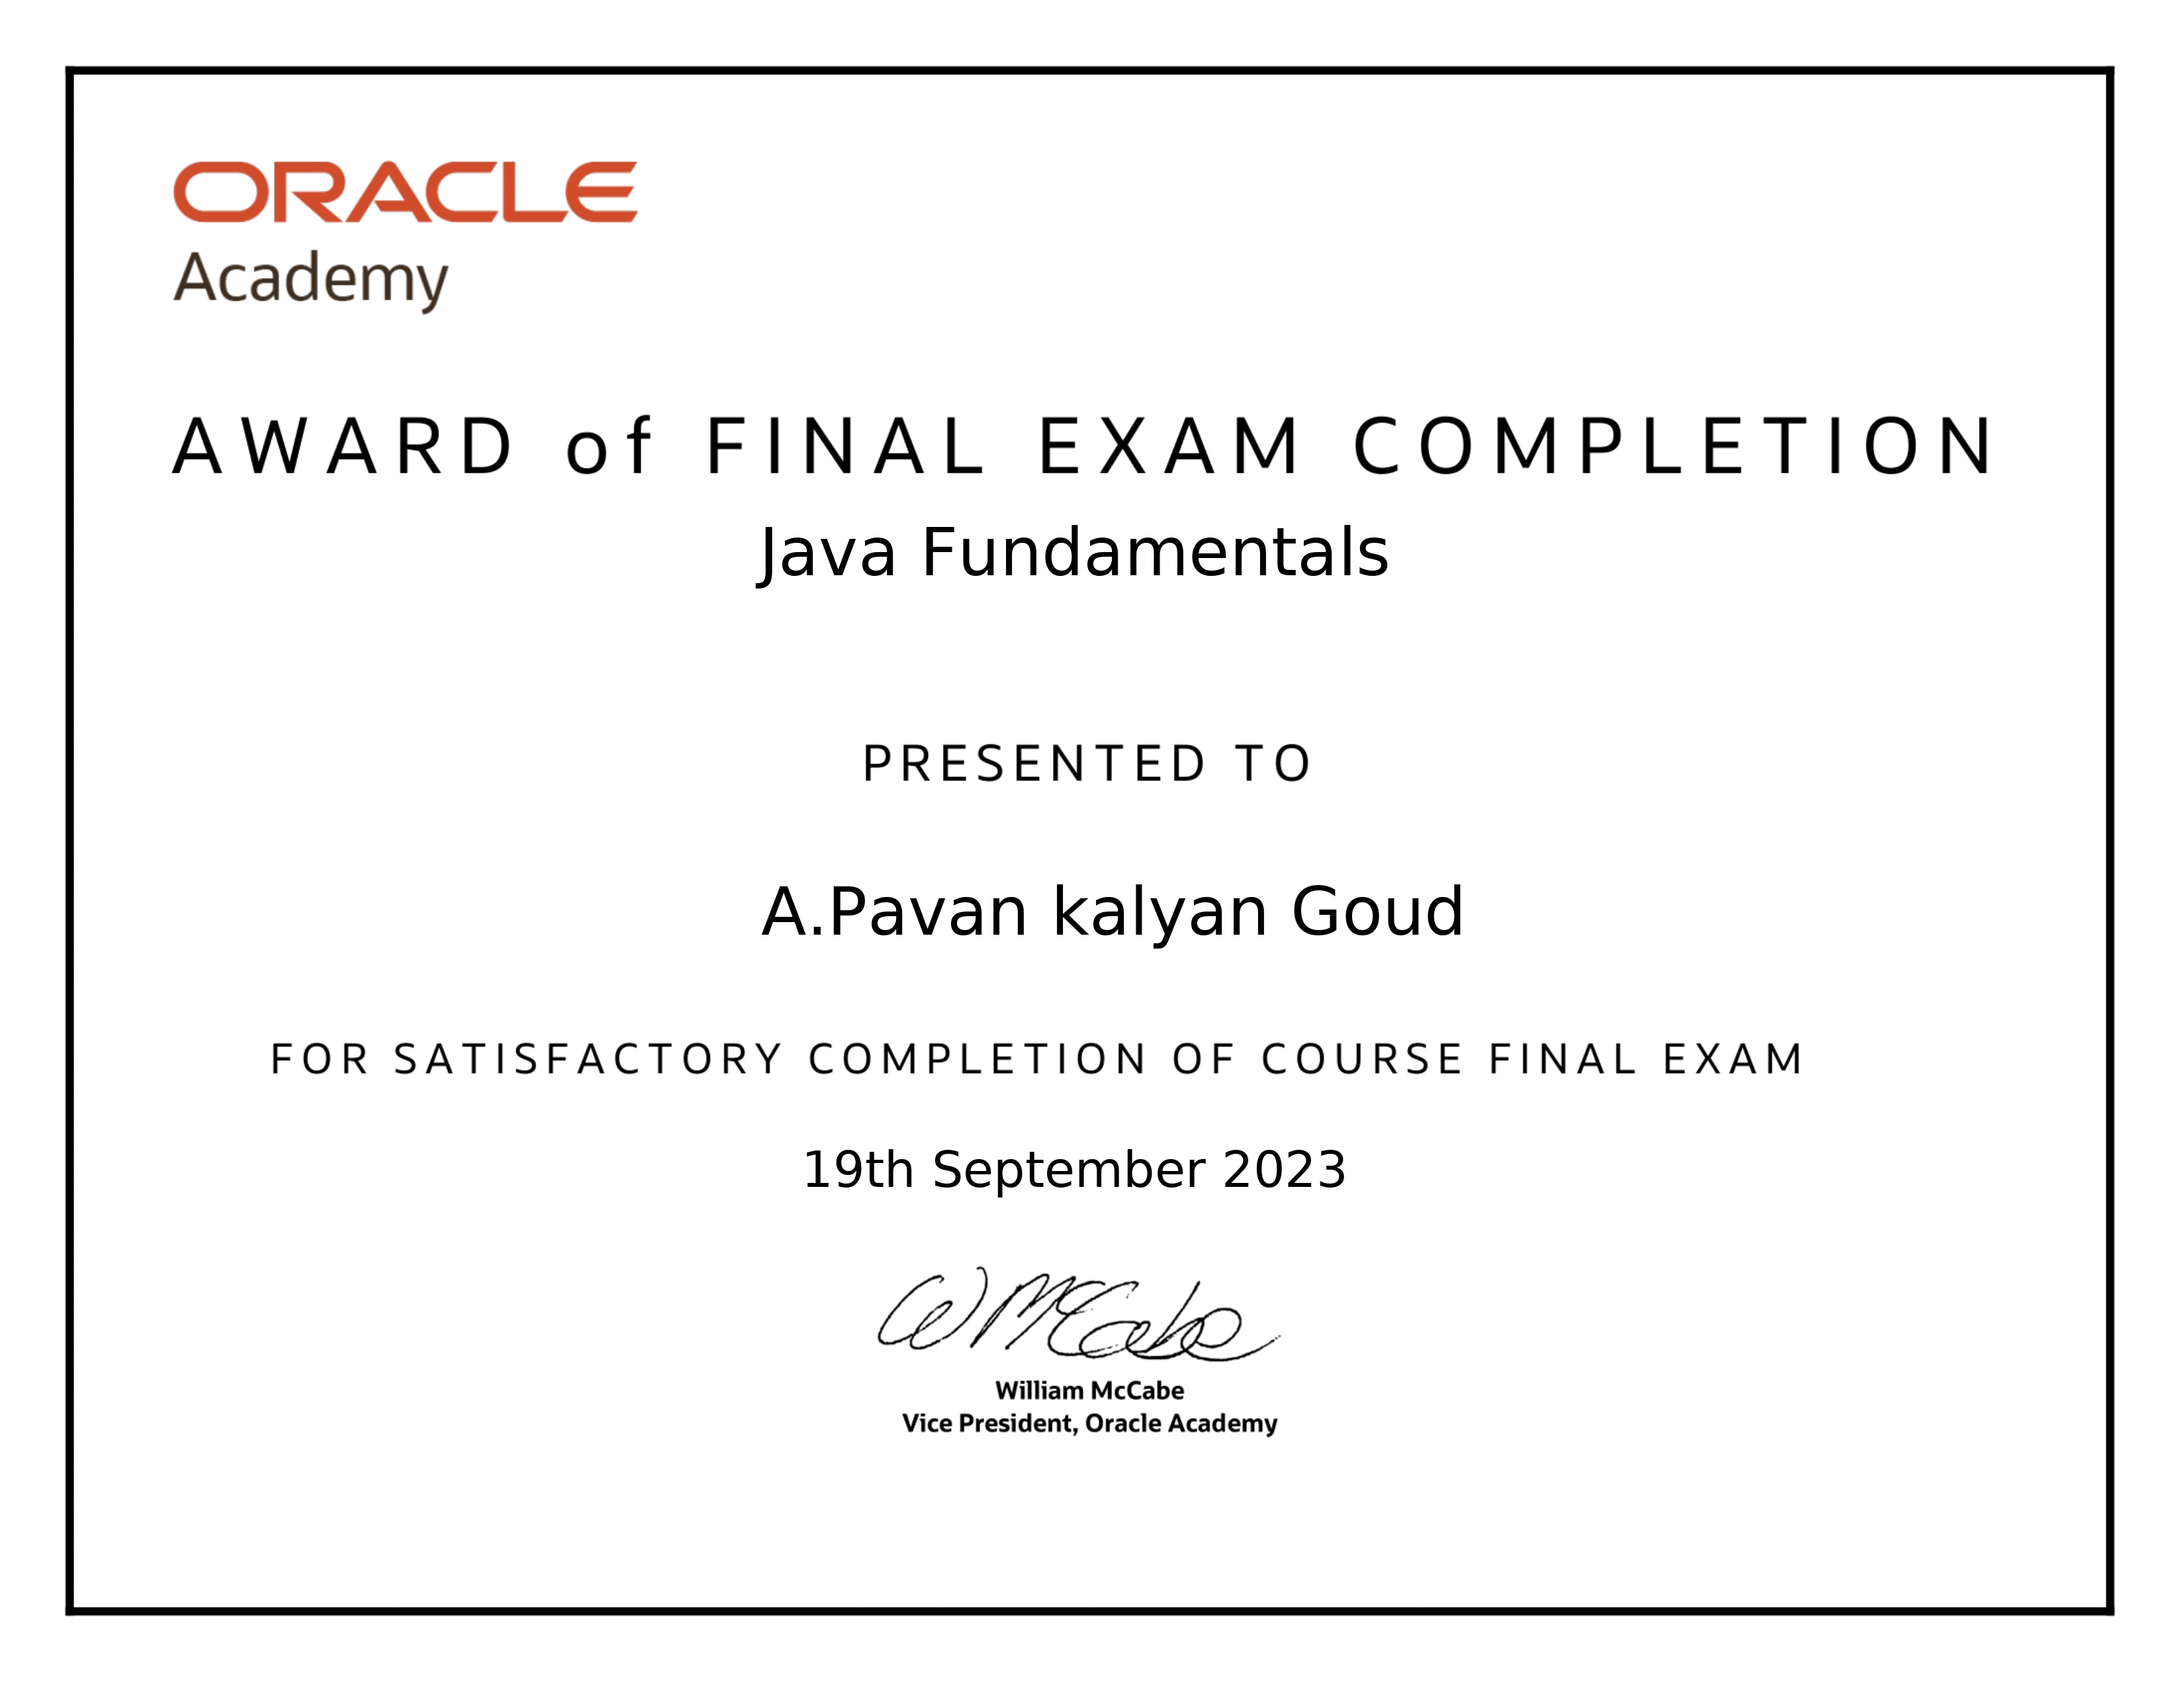 ORACLE
Academy
AWARD of FINAL EXAM COMPLETION
Java Fundamentals
PRESENTED TO
A.Pavan kalyan Goud
FOR SATISFACTORY COMPLETION OF COURSE FINAL EXAM
19th September 2023
W McCabe
William McCabe
Vice President, Oracle Academy